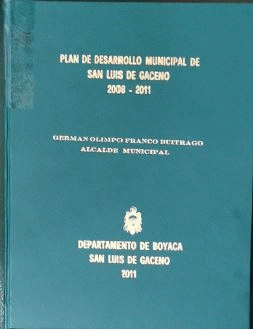 PLAN DE DESARROLLO MUNICIPAL DE
SAN LUIS DE GACENO
2008 - 2011
GERMAN OLIMPO FRANCO BUITRAGO
ALCALDE MUNICIPAL
DEPARTAMENTO DE BOYACA
SAN LUIS DE GACENO
2011